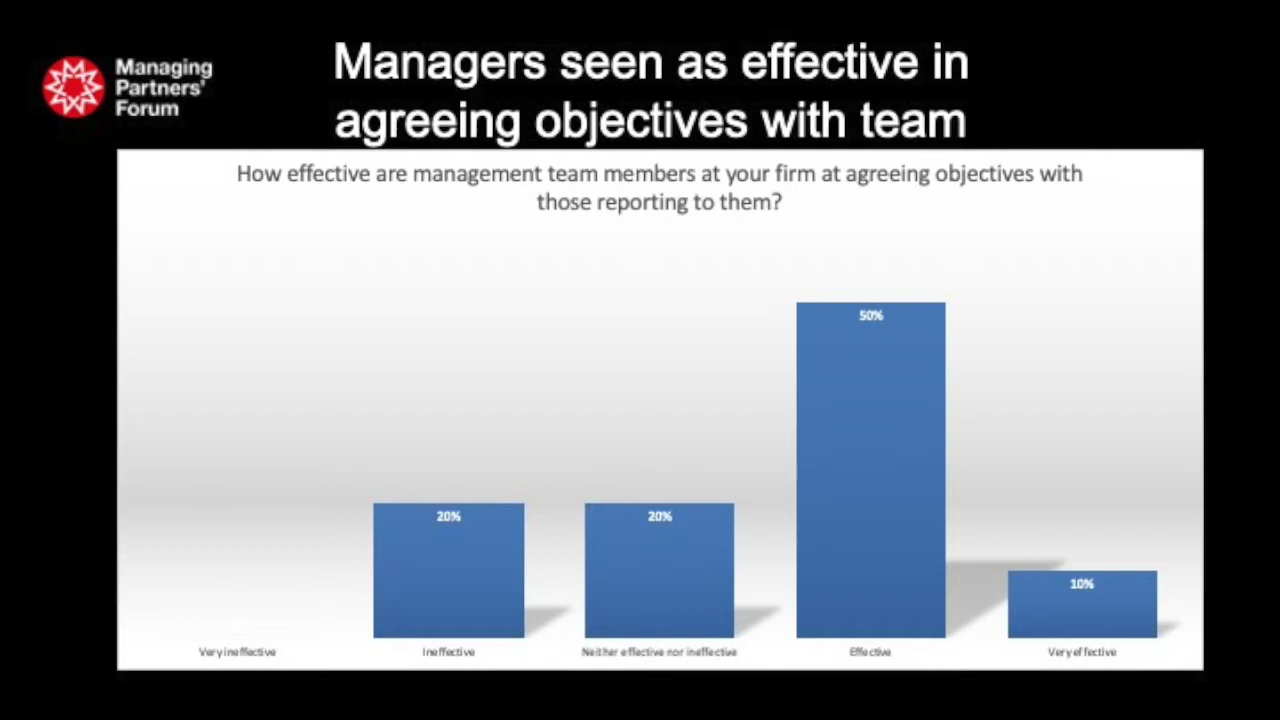 Managing
Partners'
Forum
Managers seen as effective in
agreeing objectives with team
How effective are management team members at your firm at agreeing objectives with
those reporting to them?
50%
20%
20%
10%
Very ineffective
Ineffective
Neither effective nor ineffective
Effective
Very effective